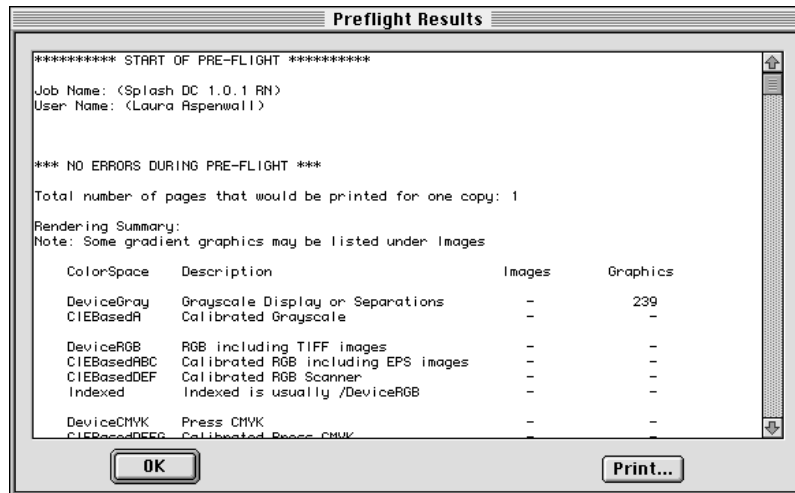 Preflight Results
********** START OF PRE-FLIGHT **********
Job Name: (Splash DC 1.0.1 RN)
User Name: (Laura Aspenwall)
*** NO ERRORS DURING PRE-FLIGHT ***
Total number of pages that would be printed for one copy: 1
Rendering Summary:
Note: Some gradient graphics may be listed under Images
ColorSpace Description Images Graphics
DeviceGray Grayscale Display or Separations - 239
CIEBasedA Calibrated Grayscale - -
DeviceRGB RGB including TIFF images - -
CIEBasedABC Calibrated RGB including EPS images - -
CIEBasedDEF Calibrated RGB Scanner - -
Indexed Indexed is usually /DeviceRGB - -
DeviceCMYK Press CMYK - -
CIEBasedDEFG Calibrated Press CMYK - -
OK
Print...